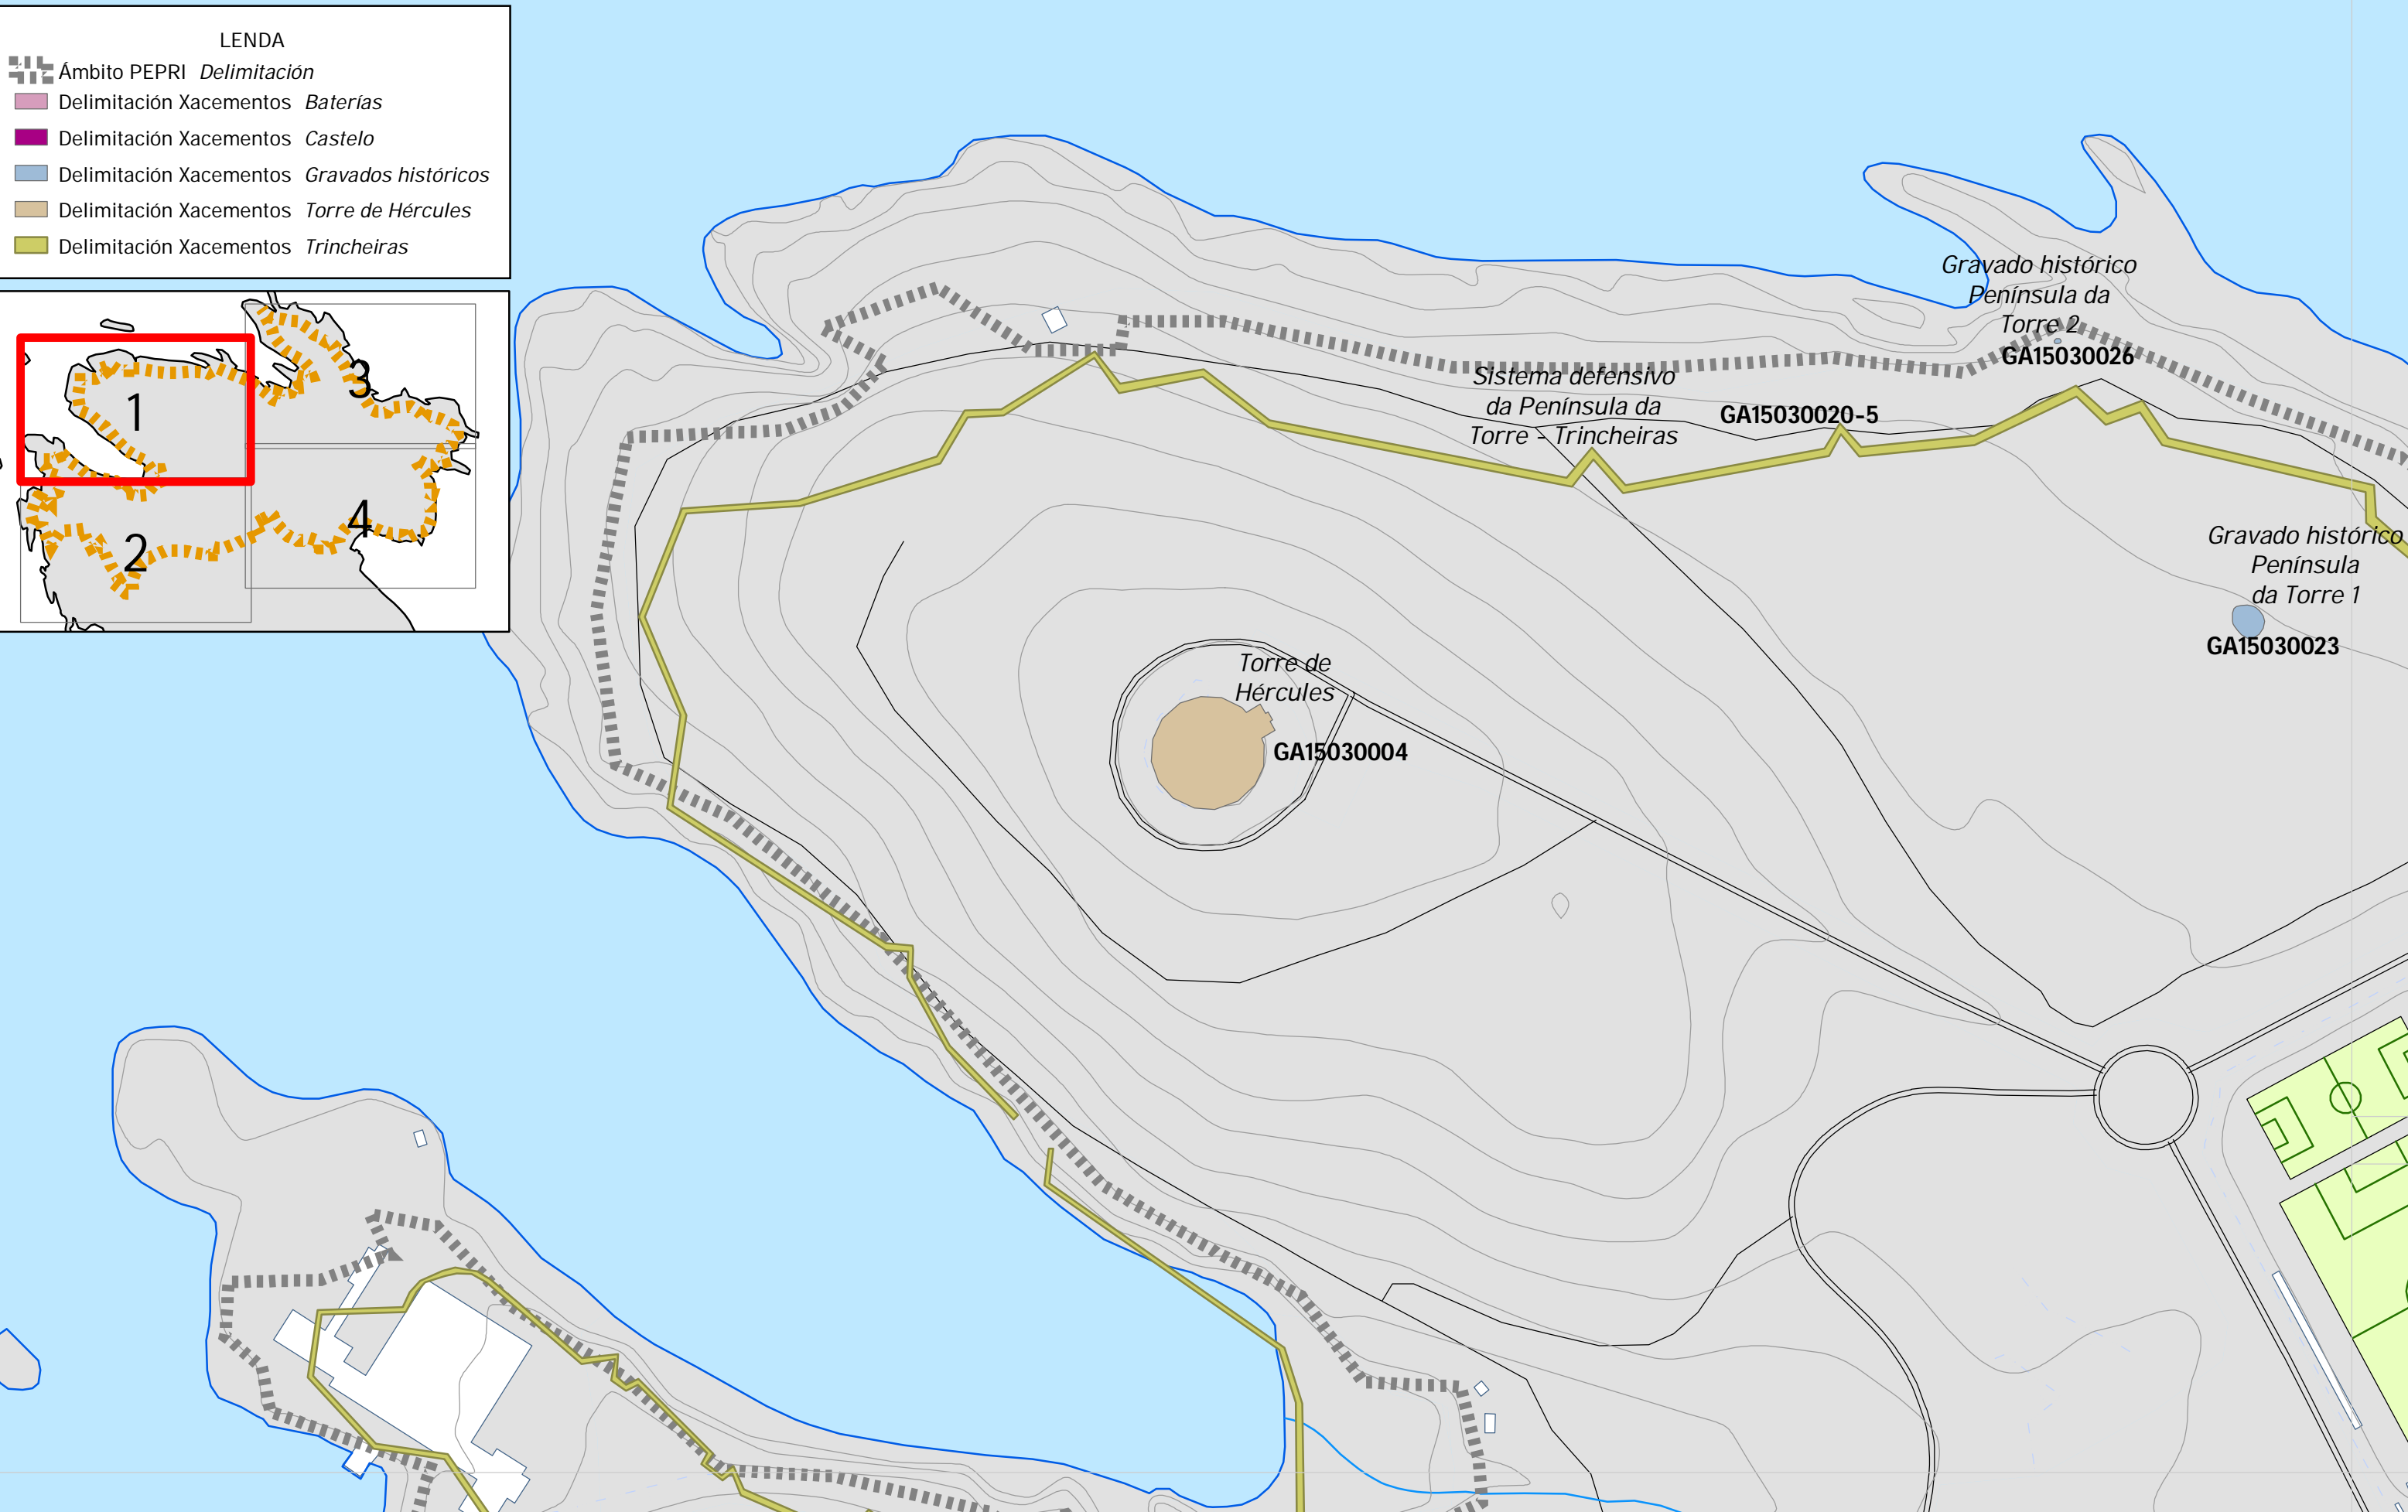 LENDA
Ámbito PEPRI Delimitación
Delimitación Xacementos Baterías
Delimitación Xacementos Castelo
Delimitación Xacementos Gravados históricos
Delimitación Xacementos Torre de Hércules
Delimitación Xacementos Trincheiras
1
3
2
4
Gravado histórico
Península da
Torre 2
GA15030026
Sistema defensivo
da Península da
Torre - Trincheiras
GA15030020-5
Gravado histórico
Península
da Torre 1
GA15030023
Torre de
Hércules
GA15030004